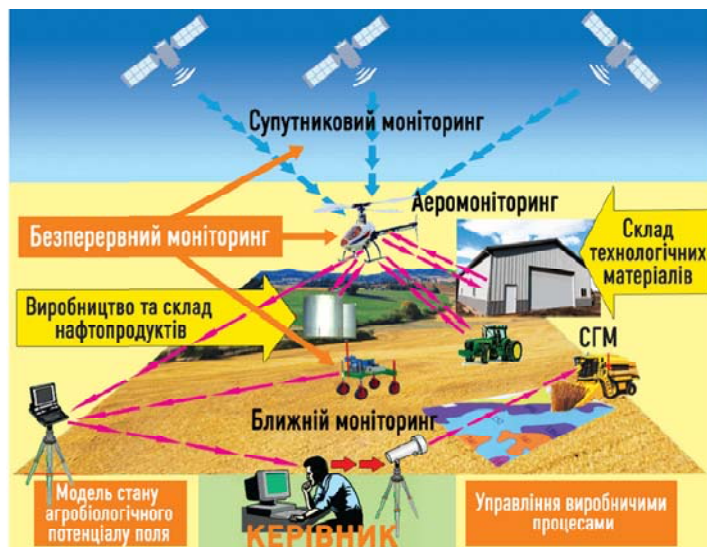 Супутниковий моніторинг
Аеромоніторинг
Безперервний моніторинг
Склад
технологічних
матеріалів
Виробництво та склад
нафтопродуктів
СГМ
Ближній моніторинг
Модель стану
агробіологічного
потенціалу поля
КЕРІВНИК
Управління виробничими
процесами